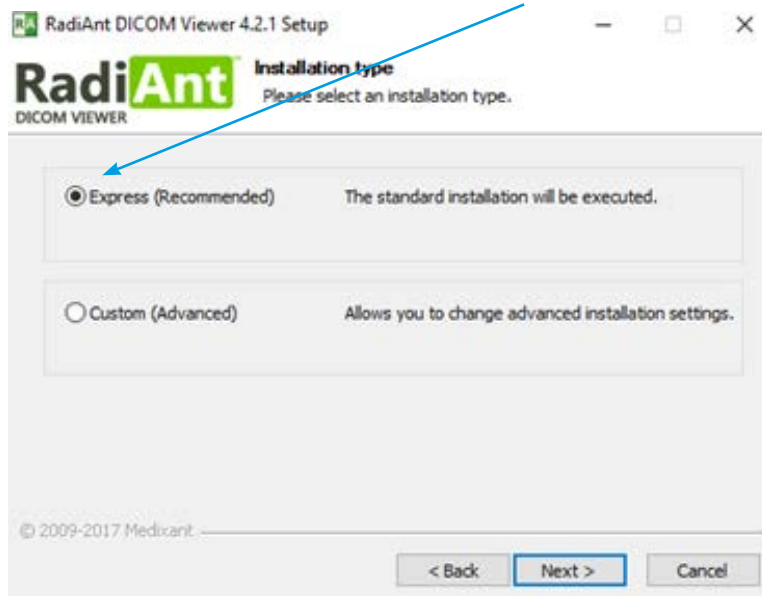 RadiAnt DICOM Viewer 4.2.1 Setup
RadiAnt
DICOM VIEWER
Installation type
Please select an installation type.
Express (Recommended) The standard installation will be executed.
Custom (Advanced) Allows you to change advanced installation settings.
© 2009-2017 Medixant
< Back Next > Cancel